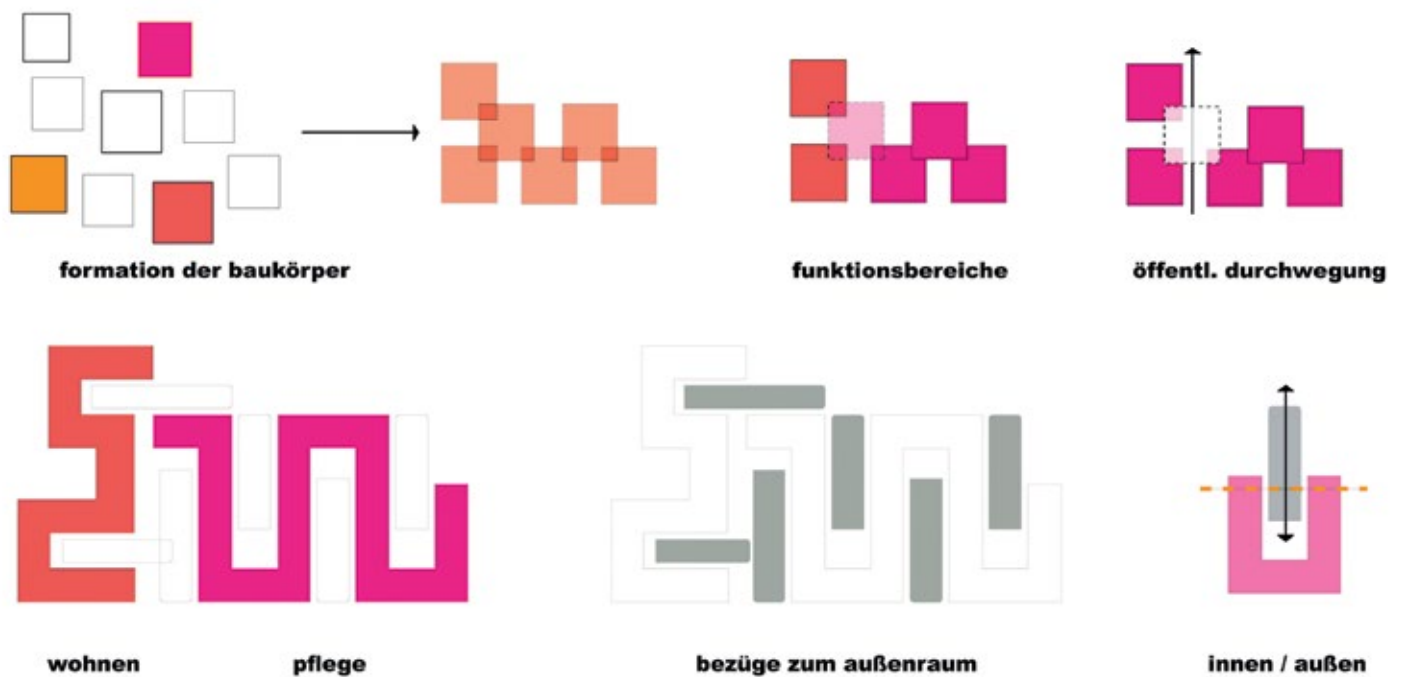 formation der baukörper
funktionsbereiche
öffentl. durchwegung
wohnen
pflege
bezüge zum außenraum
innen / außen